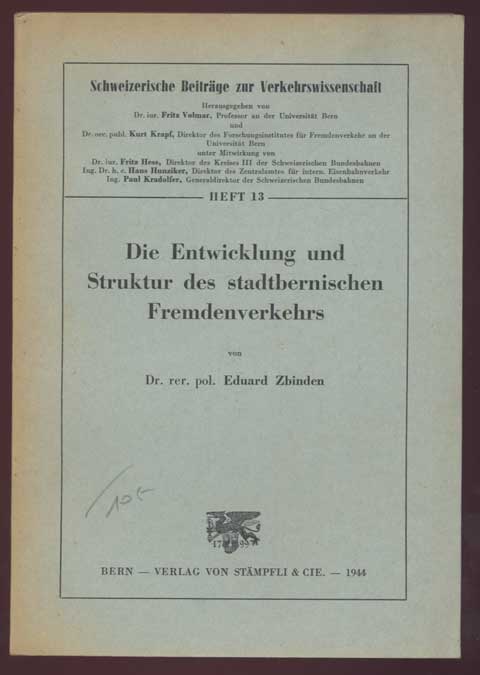 Schweizerische Beiträge zur Verkehrswissenschaft
Herausgegeben von
Dr. iur. Fritz Volmar, Professor an der Universität Bern
und
Dr. oec. publ. Kurt Krapf, Direktor des Forschungsinstitutes für Fremdenverkehr an der
Universität Bern
unter Mitwirkung von
Dr. iur. Fritz Hess, Direktor des Kreises III der Schweizerischen Bundesbahnen
Ing. Dr. h. c. Hans Hunziker, Direktor des Zentralamtes für intern. Eisenbahnverkehr
Ing. Paul Kradolfer, Generaldirektor der Schweizerischen Bundesbahnen
HEFT 13
Die Entwicklung und
Struktur des stadtbernischen
Fremdenverkehrs
von
Dr. rer. pol. Eduard Zbinden
BERN — VERLAG VON STÄMPFLI & CIE. — 1944